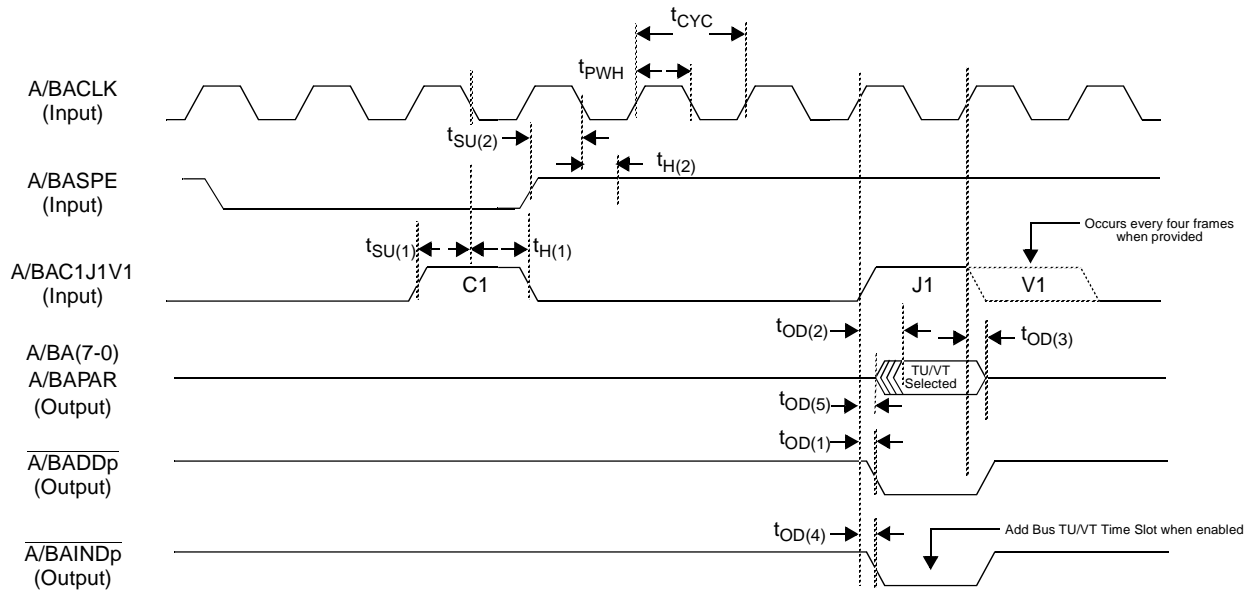 tCYC
tPWH
A/BACLK
(Input)
tSU(2)
tH(2)
A/BASPE
(Input)
Occurs every four frames
when provided
tSU(1)
tH(1)
A/BAC1J1V1
(Input)
C1
J1
V1
tOD(2)
tOD(3)
A/BA(7-0)
A/BAPAR
(Output)
TU/VT
Selected
tOD(5)
tOD(1)
A/BADDp
(Output)
tOD(4)
Add Bus TU/VT Time Slot when enabled
A/BAINDp
(Output)